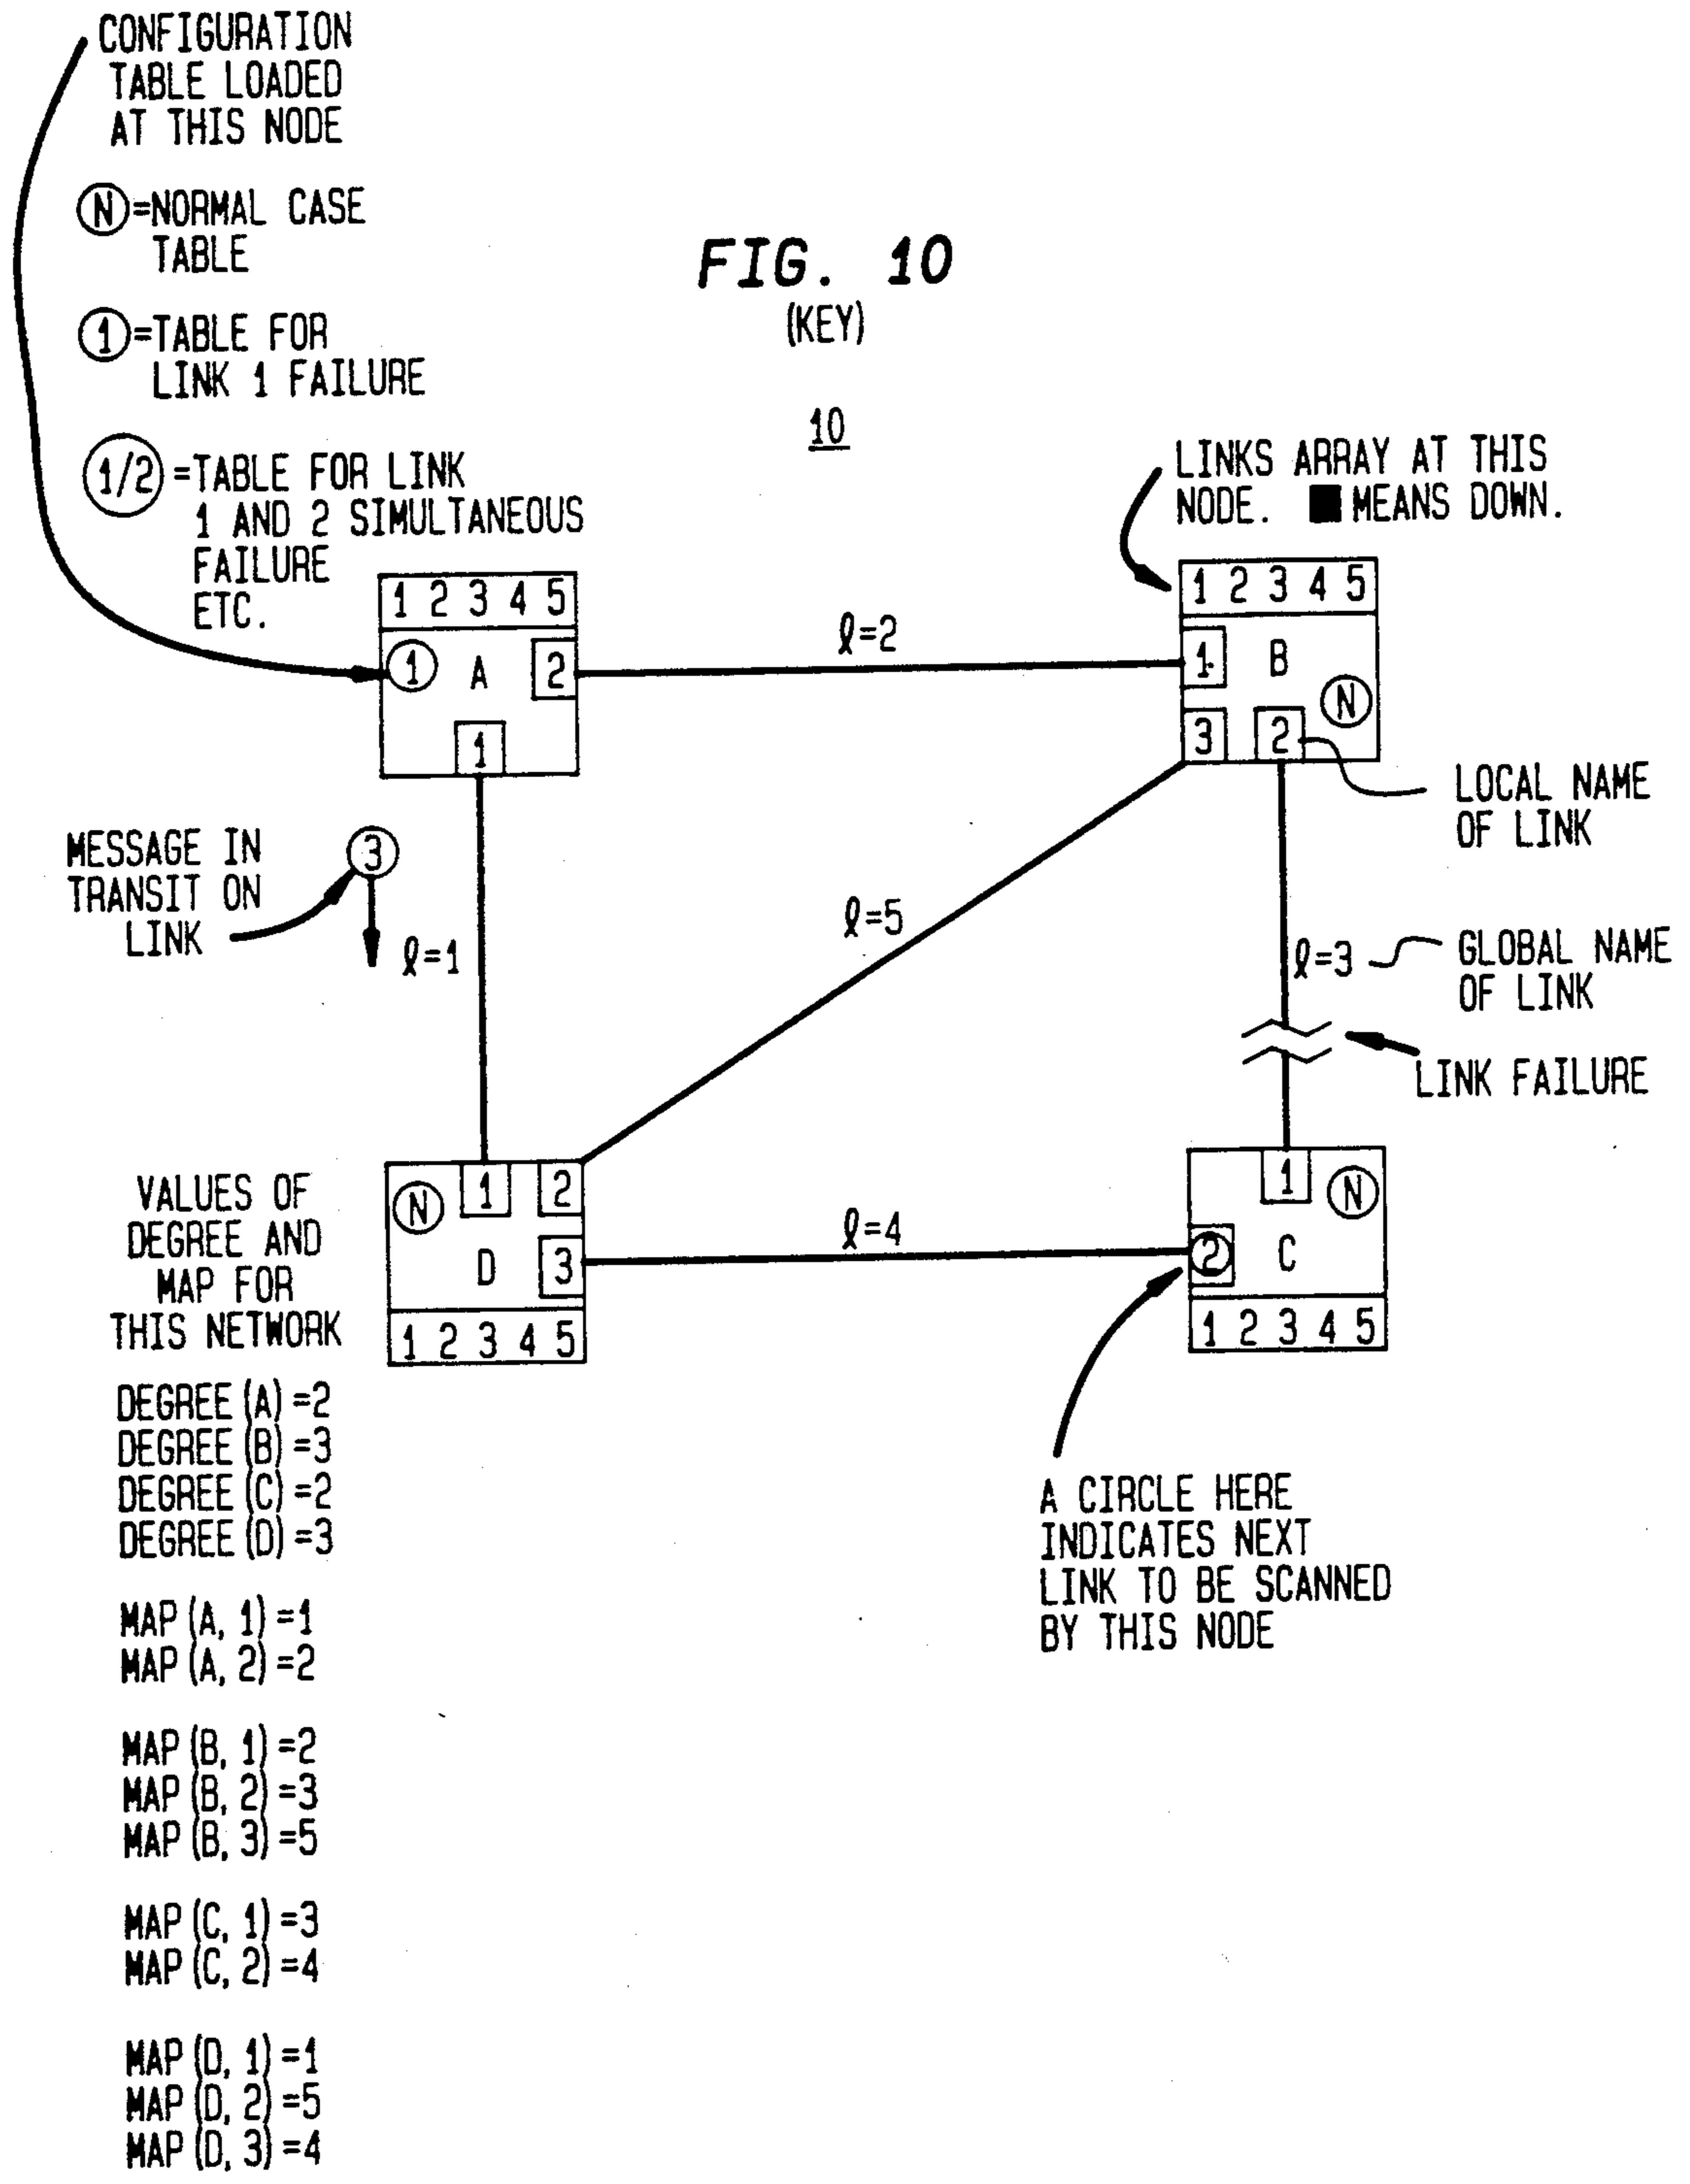 CONFIGURATION
TABLE LOADED
AT THIS NODE
N =NORMAL CASE
TABLE
1 =TABLE FOR
LINK 1 FAILURE
1/2 =TABLE FOR LINK
1 AND 2 SIMULTANEOUS
FAILURE
ETC.
FIG. 10
(KEY)
10
LINKS ARRAY AT THIS
NODE. ■ MEANS DOWN.
1 2 3 4 5
1 A 2
1
ℓ=2
1 2 3 4 5
1 B
N
3 2
LOCAL NAME
OF LINK
MESSAGE IN
TRANSIT ON
LINK
3
ℓ=1
ℓ=5
ℓ=3
GLOBAL NAME
OF LINK
LINK FAILURE
N 1 2
D 3
1 2 3 4 5
ℓ=4
1 N
2 C
1 2 3 4 5
A CIRCLE HERE
INDICATES NEXT
LINK TO BE SCANNED
BY THIS NODE
VALUES OF
DEGREE AND
MAP FOR
THIS NETWORK
DEGREE (A) =2
DEGREE (B) =3
DEGREE (C) =2
DEGREE (D) =3
MAP (A, 1) =1
MAP (A, 2) =2
MAP (B, 1) =2
MAP (B, 2) =3
MAP (B, 3) =5
MAP (C, 1) =3
MAP (C, 2) =4
MAP (D, 1) =1
MAP (D, 2) =5
MAP (D, 3) =4